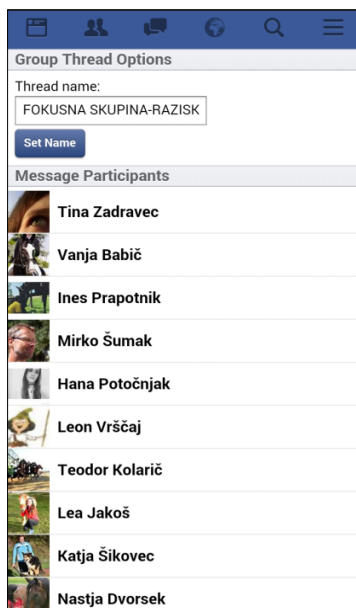 Group Thread Options
Thread name:
FOKUSNA SKUPINA-RAZISK
Set Name
Message Participants
Tina Zadravec
Vanja Babič
Ines Prapotnik
Mirko Šumak
Hana Potočnjak
Leon Vrščaj
Teodor Kolarič
Lea Jakoš
Katja Šikovec
Nastja Dvorsek